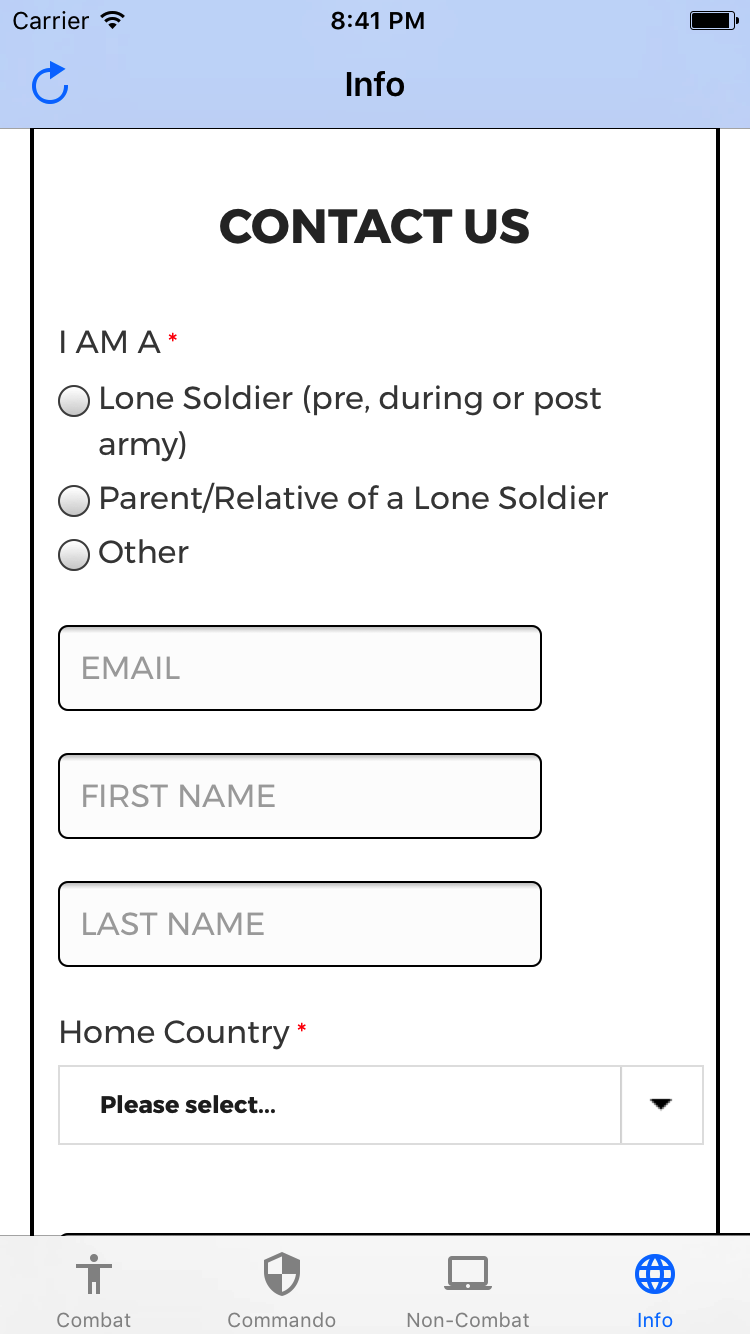 Carrier 8:41 PM
Info
CONTACT US
I AM A *
Lone Soldier (pre, during or post
army)
Parent/Relative of a Lone Soldier
Other
EMAIL
FIRST NAME
LAST NAME
Home Country *
Please select...
Combat Commando Non-Combat Info